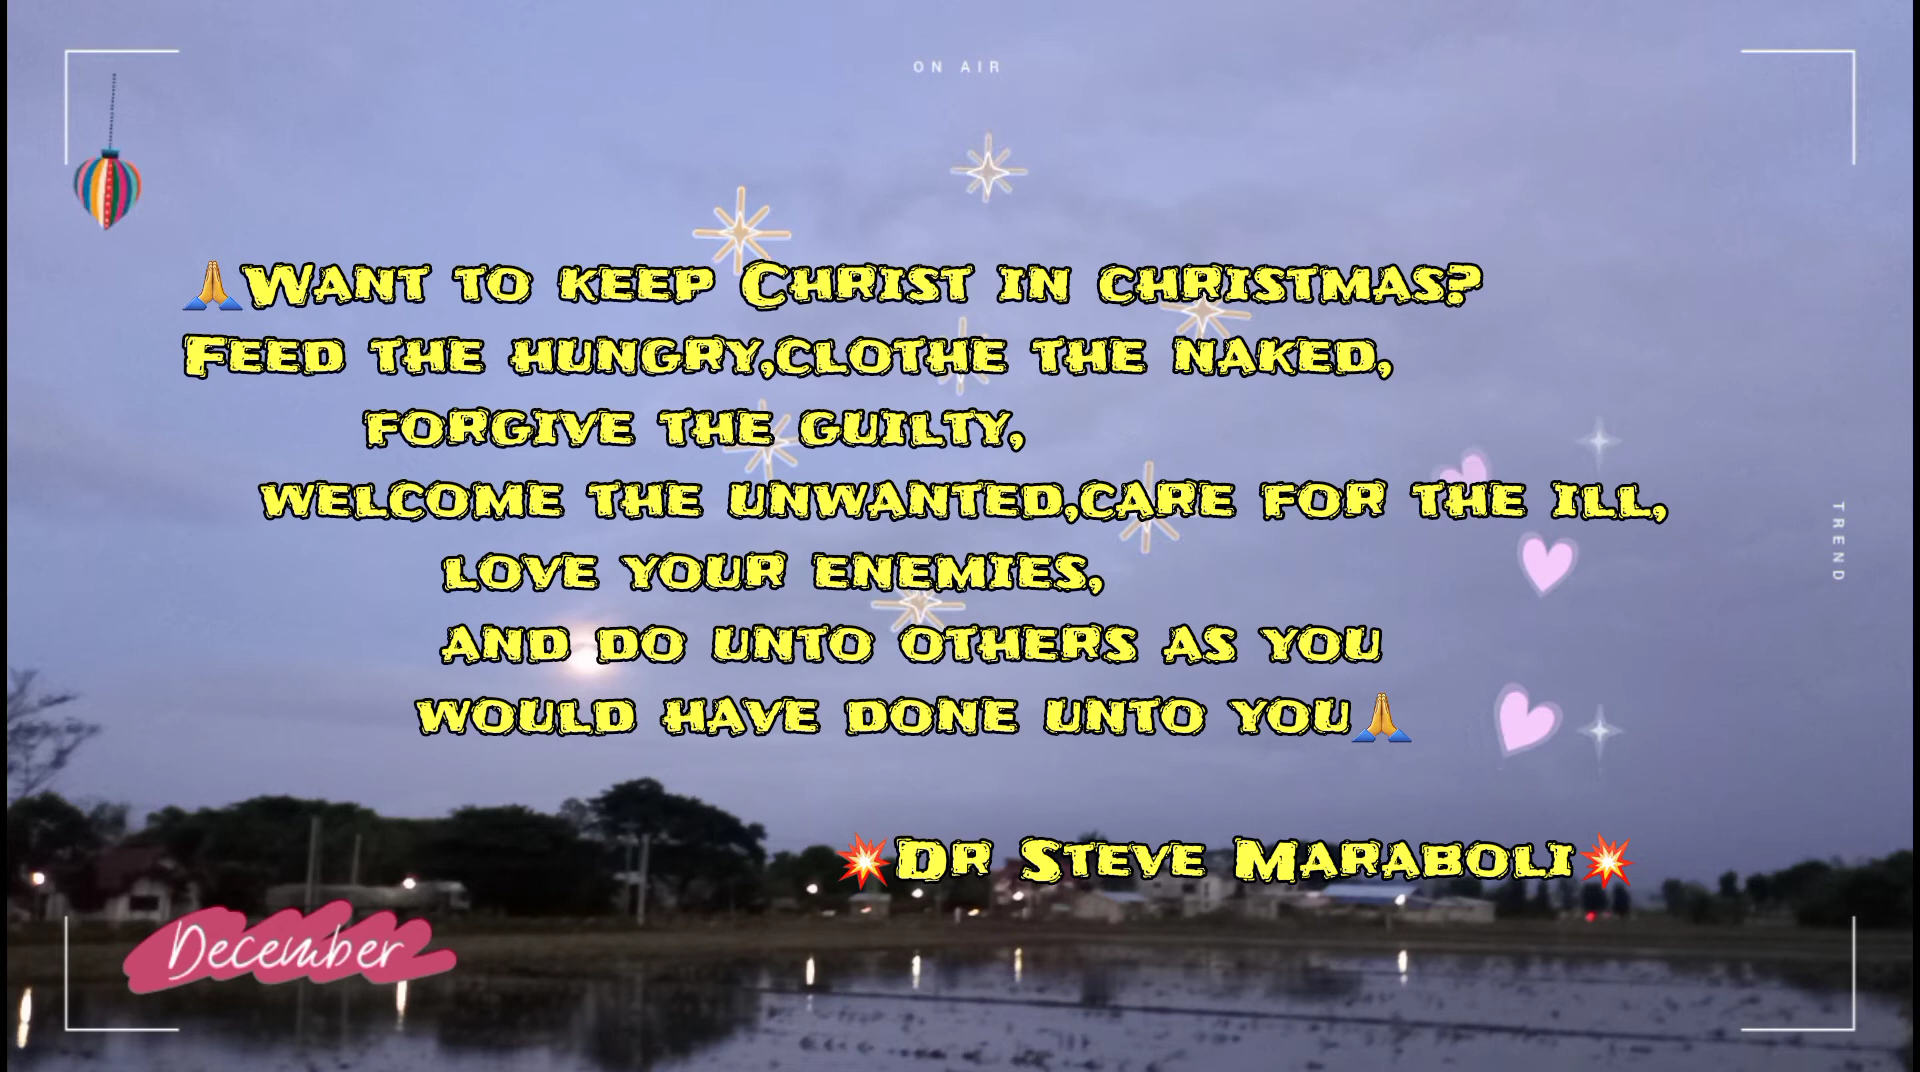 ON AIR
🙏Want to keep Christ in christmas?
Feed the hungry,clothe the naked,
forgive the guilty,
welcome the unwanted,care for the ill,
love your enemies,
and do unto others as you
would have done unto you🙏
TREND
💥Dr Steve Maraboli💥
December